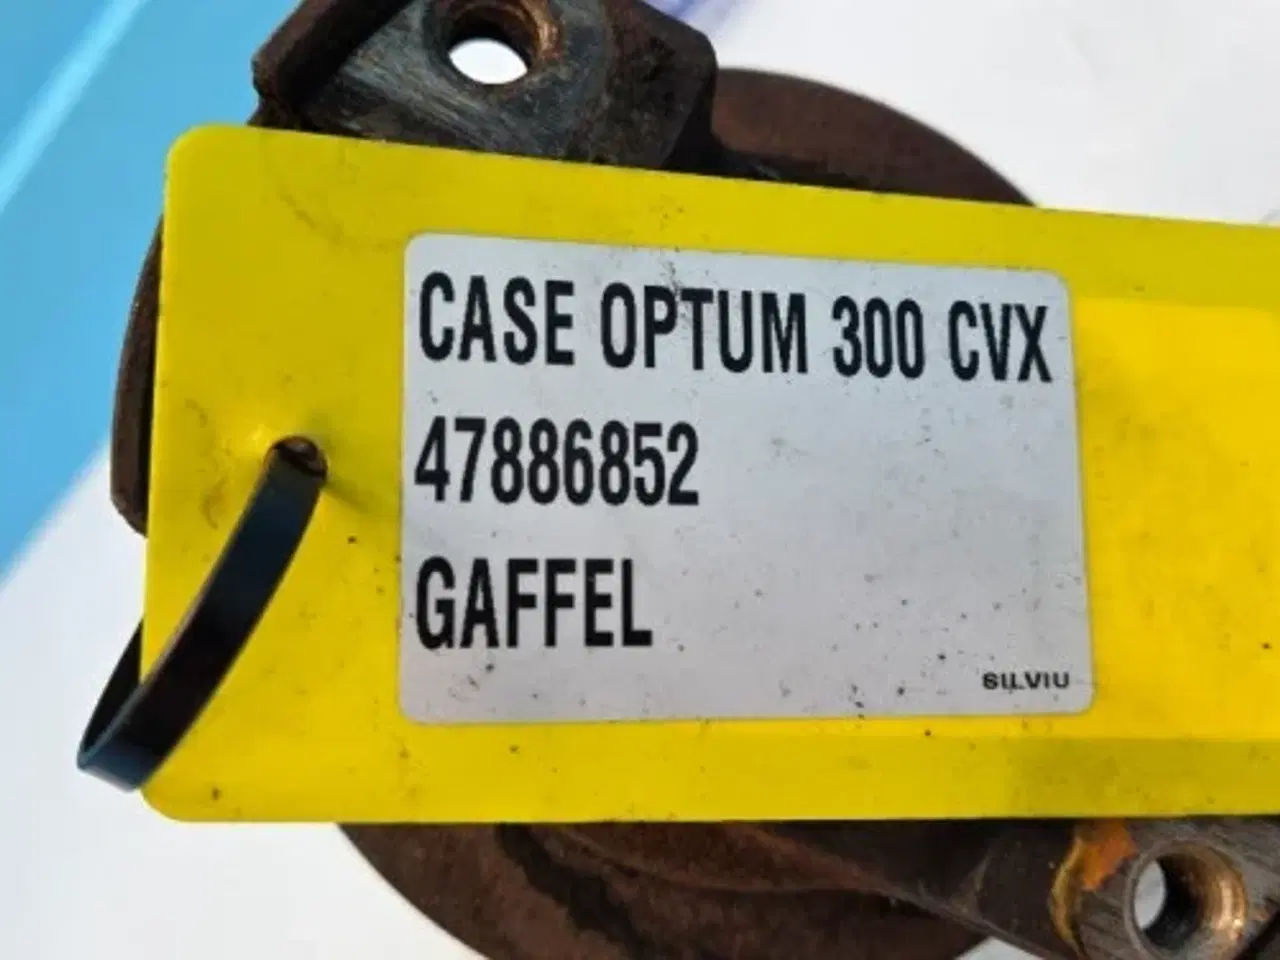 CASE OPTUM 300 CVX
47886852
GAFFEL
SILVIU